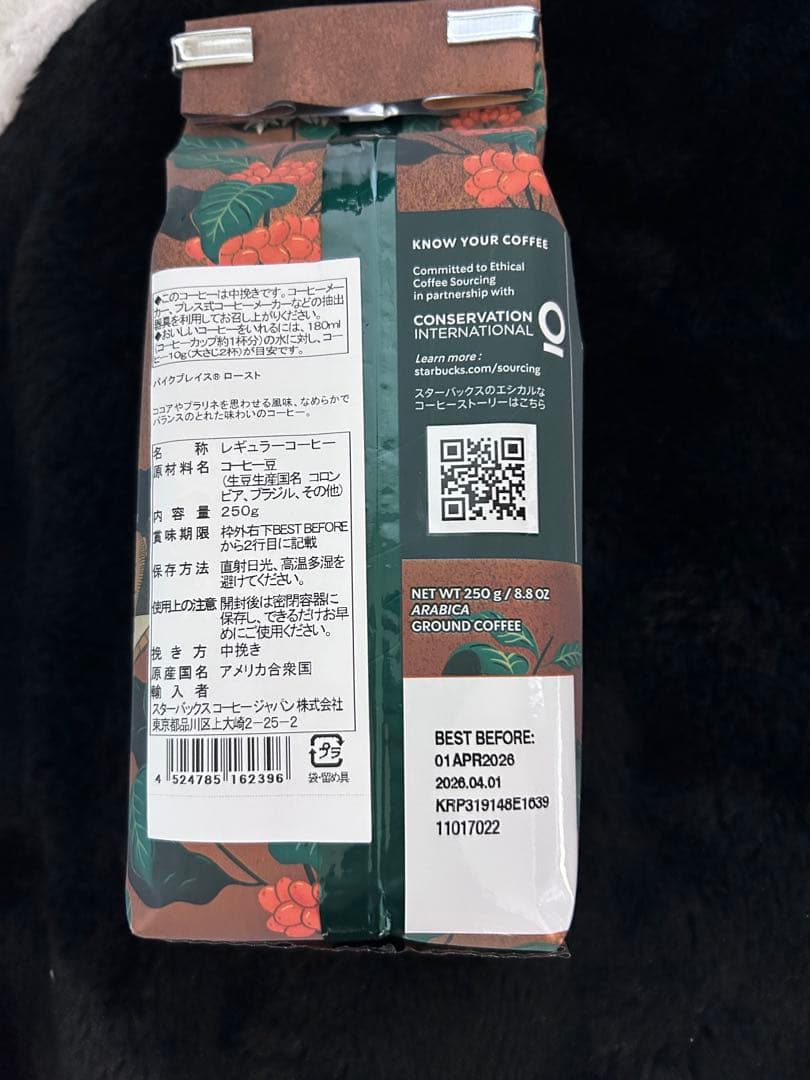 ◆このコーヒーは中挽きです。コーヒーメー
カー、プレス式コーヒーメーカーなどの抽出
器具を利用してお召し上がりください。
◆おいしいコーヒーをいれるには、180ml
(コーヒーカップ約1杯分)の水に対し、コー
ヒー10g(大さじ2杯)が目安です。
パイクプレイス® ロースト
ココアやプラリネを思わせる風味、なめらかで
バランスのとれた味わいのコーヒー。
名 称 レギュラーコーヒー
原材料名 コーヒー豆
(生豆生産国名 コロン
ビア、ブラジル、その他)
内容量 250g
賞味期限 枠外右下BEST BEFORE
から2行目に記載
保存方法 直射日光、高温多湿を
避けてください。
使用上の注意 開封後は密閉容器に
保存し、できるだけお早
めにご使用ください。
挽き方 中挽き
原産国名 アメリカ合衆国
輸入者
スターバックス コーヒー ジャパン 株式会社
東京都品川区上大崎2-25-2
4 524785 162396
プラ
袋・留め具
KNOW YOUR COFFEE
Committed to Ethical
Coffee Sourcing
in partnership with
CONSERVATION
INTERNATIONAL
Learn more :
starbucks.com/sourcing
スターバックスのエシカルな
コーヒーストーリーはこちら
NET WT 250 g / 8.8 OZ
ARABICA
GROUND COFFEE
BEST BEFORE:
01APR2026
2026.04.01
KRP319148E1639
11017022